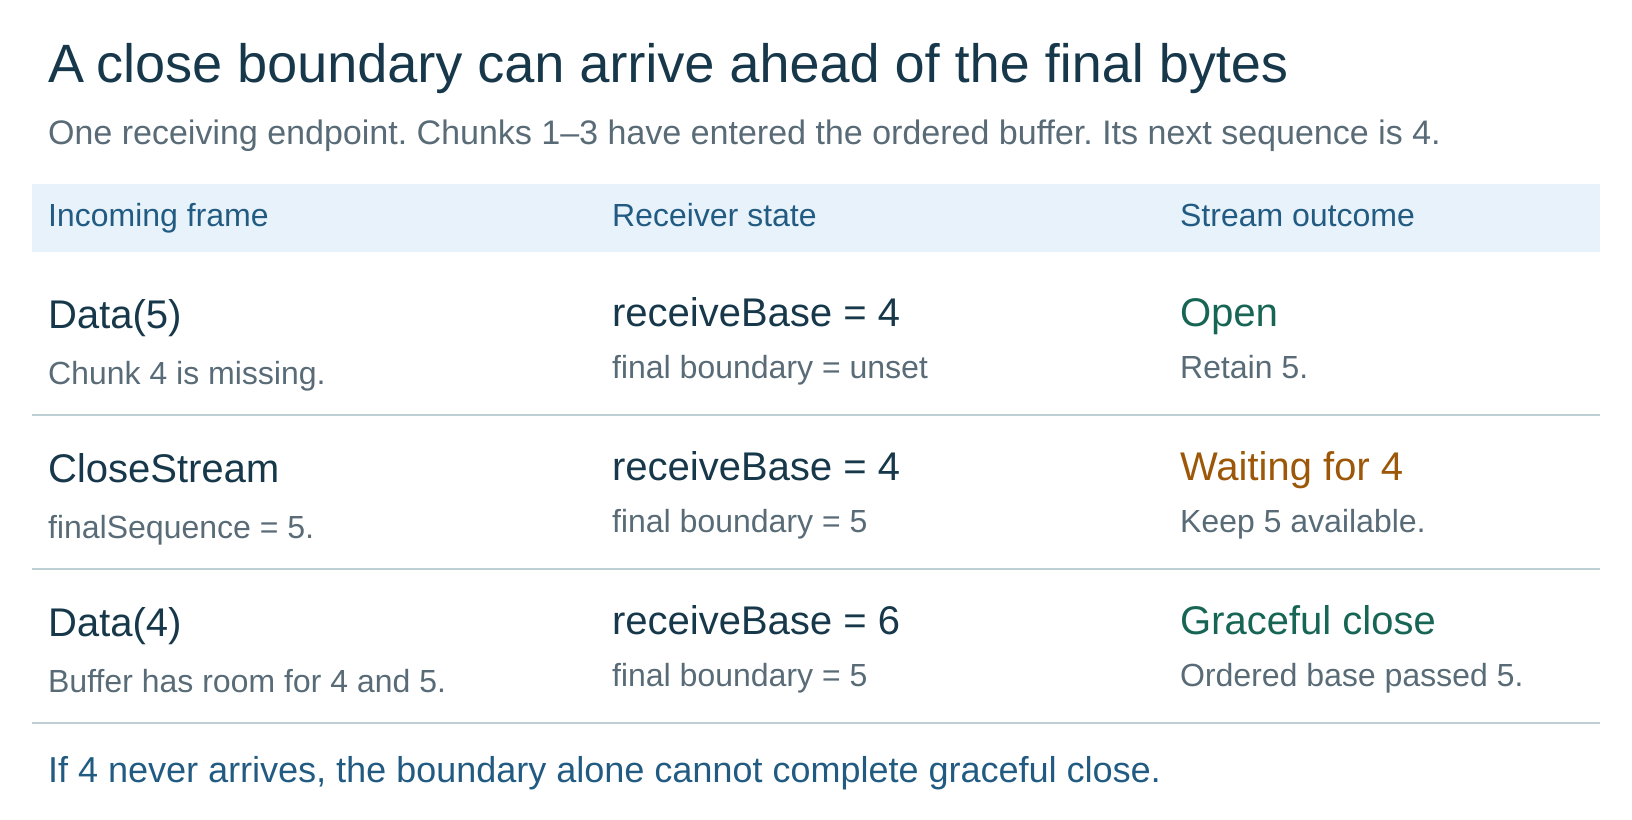 A close boundary can arrive ahead of the final bytes
One receiving endpoint. Chunks 1–3 have entered the ordered buffer. Its next sequence is 4.
Incoming frame Receiver state Stream outcome
Data(5) receiveBase = 4 Open
Chunk 4 is missing. final boundary = unset Retain 5.
CloseStream receiveBase = 4 Waiting for 4
finalSequence = 5. final boundary = 5 Keep 5 available.
Data(4) receiveBase = 6 Graceful close
Buffer has room for 4 and 5. final boundary = 5 Ordered base passed 5.
If 4 never arrives, the boundary alone cannot complete graceful close.